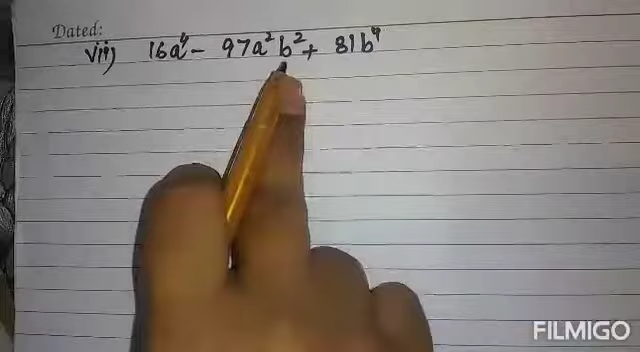 Dated:
viii) 16a⁴ - 97a²b² + 81b⁴
FILMIGO